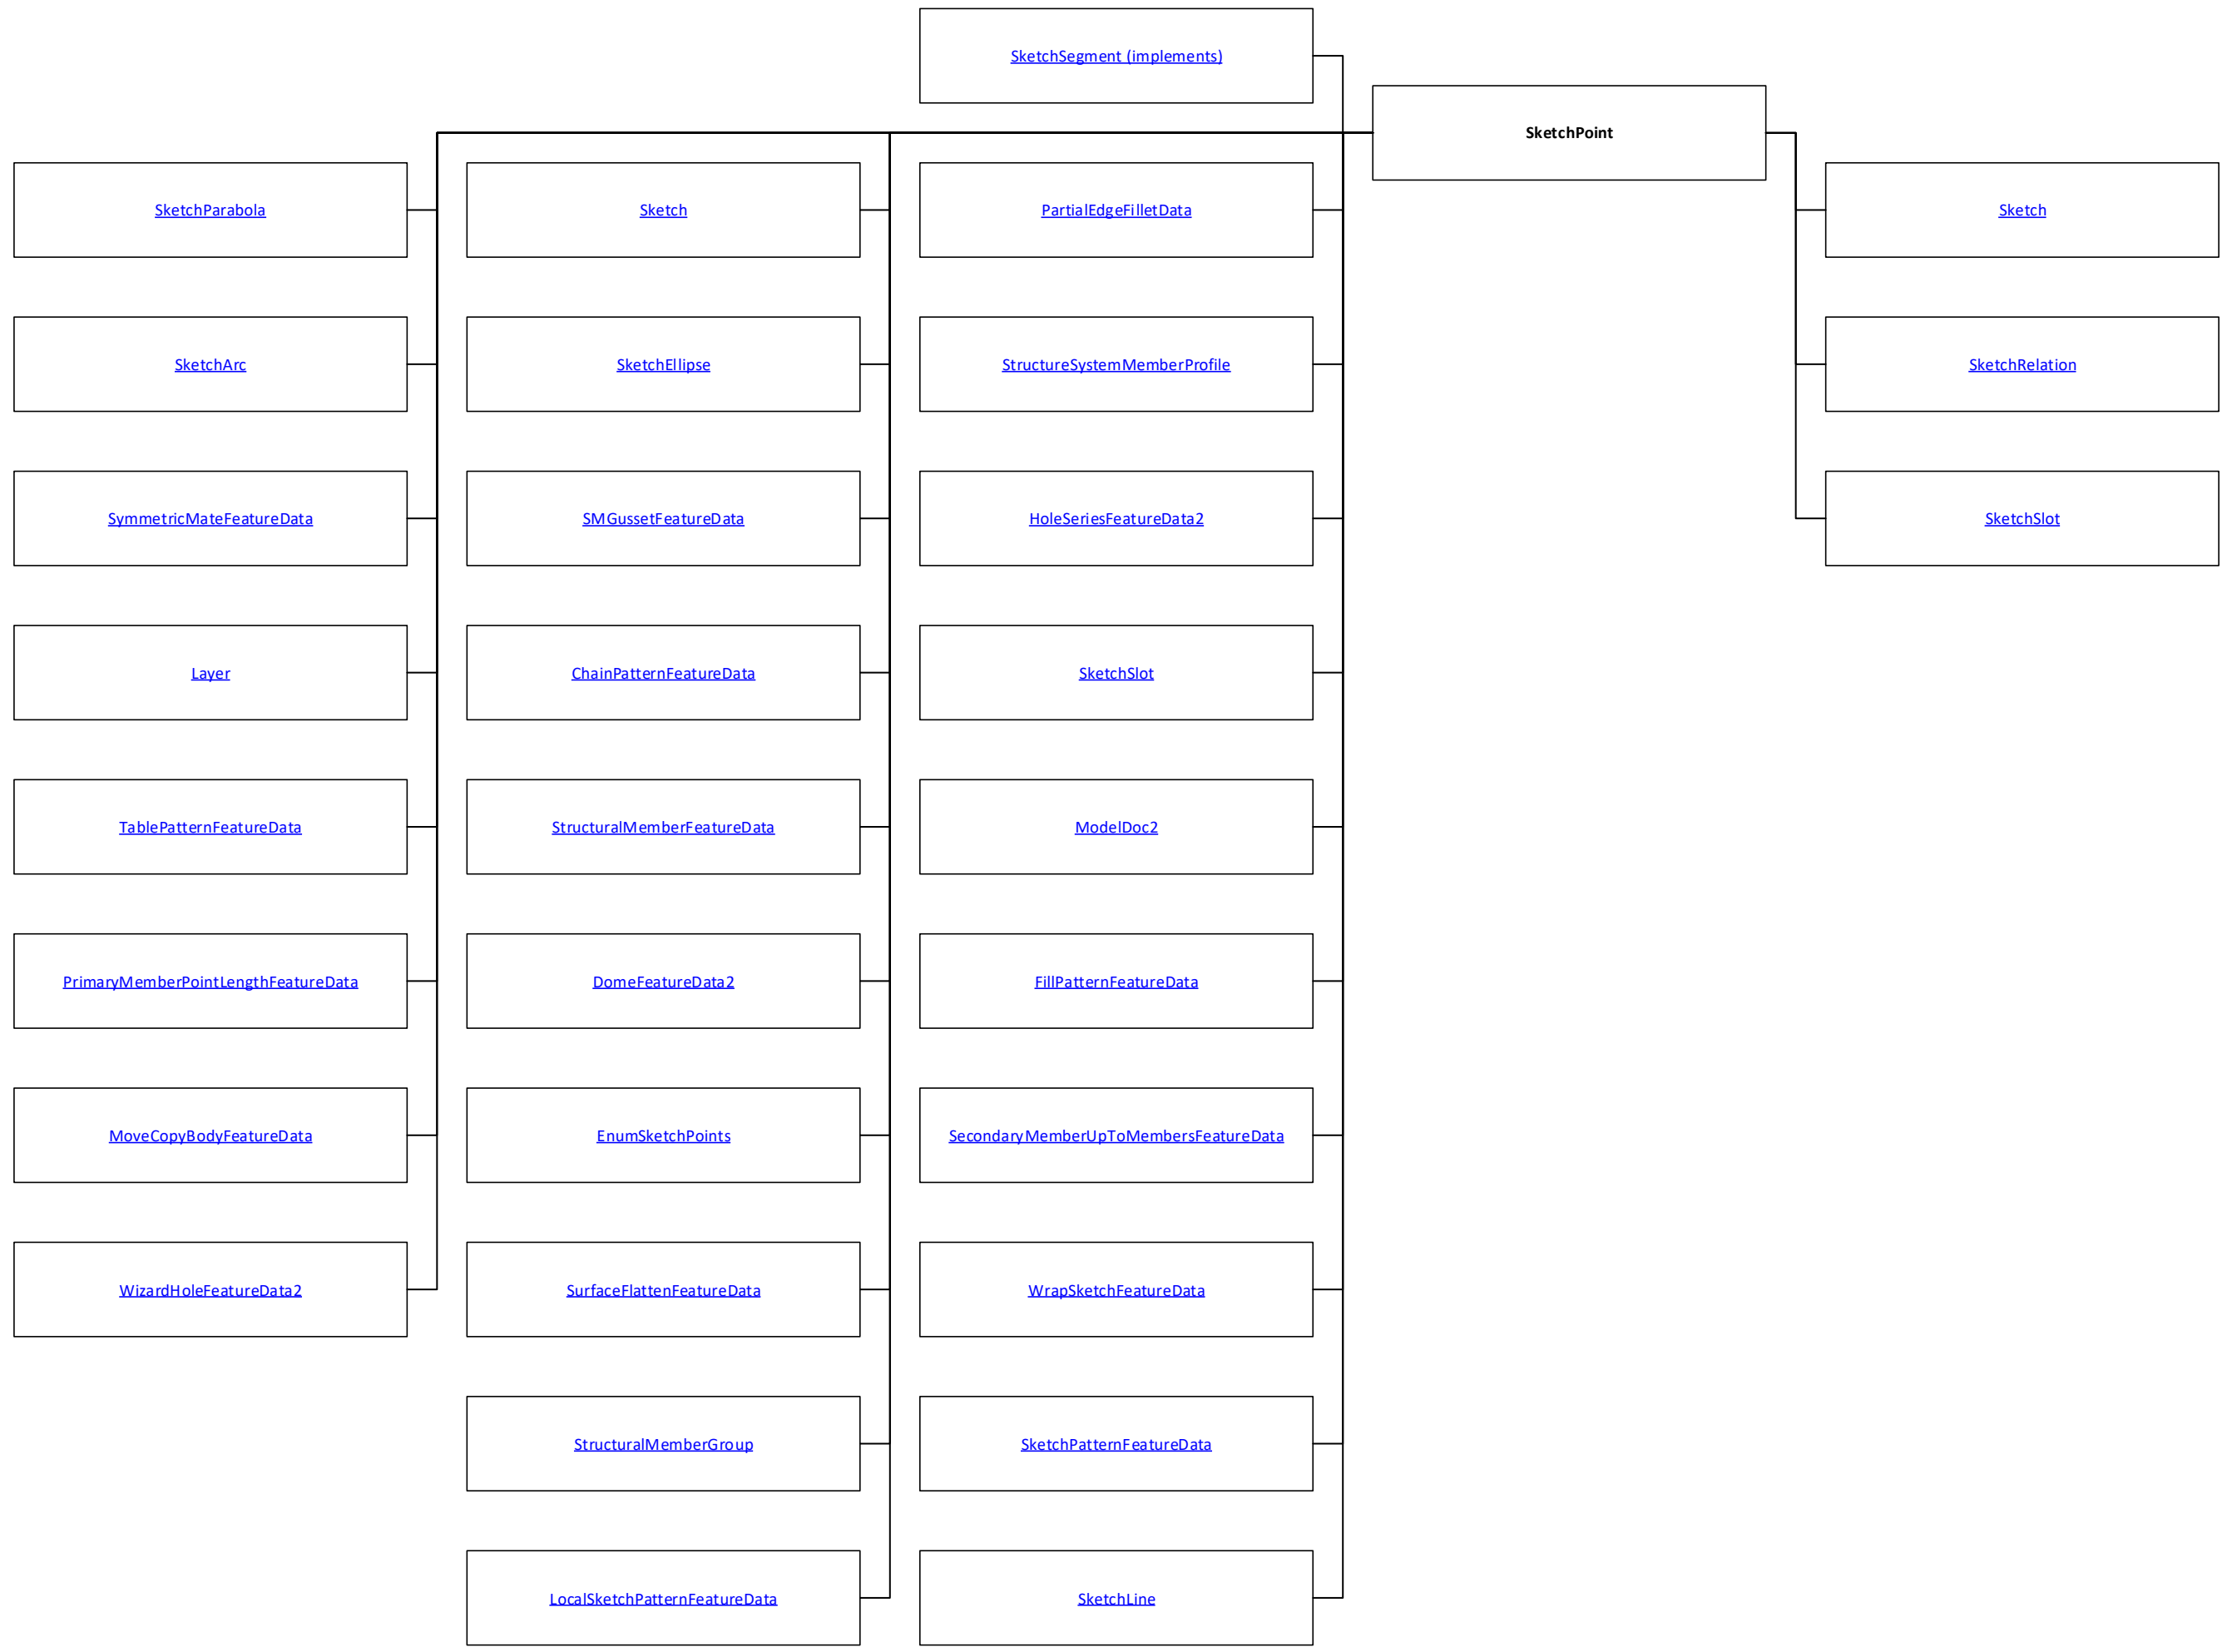 SketchSegment (implements)
SketchPoint
SketchParabola
Sketch
PartialEdgeFilletData
Sketch
SketchArc
SketchEllipse
StructureSystemMemberProfile
SketchRelation
SymmetricMateFeatureData
SMGussetFeatureData
HoleSeriesFeatureData2
SketchSlot
Layer
ChainPatternFeatureData
SketchSlot
TablePatternFeatureData
StructuralMemberFeatureData
ModelDoc2
PrimaryMemberPointLengthFeatureData
DomeFeatureData2
FillPatternFeatureData
MoveCopyBodyFeatureData
EnumSketchPoints
SecondaryMemberUpToMembersFeatureData
WizardHoleFeatureData2
SurfaceFlattenFeatureData
WrapSketchFeatureData
StructuralMemberGroup
SketchPatternFeatureData
LocalSketchPatternFeatureData
SketchLine